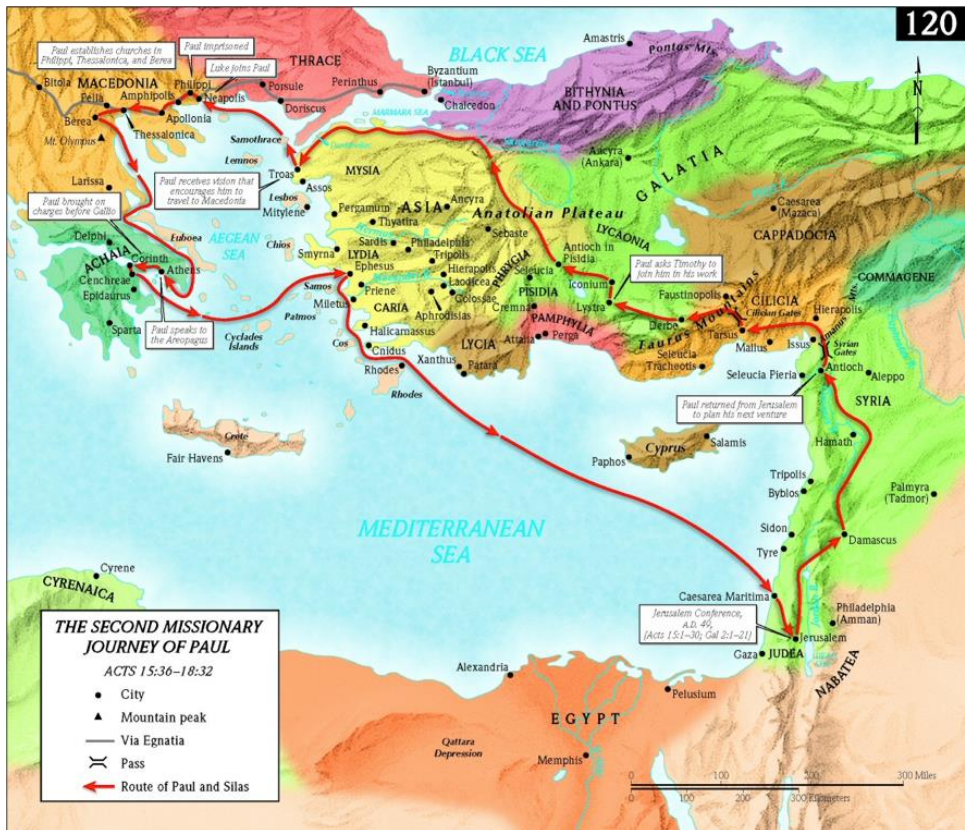 120
BLACK SEA
Amastris
Pontus Mts.
Paul establishes churches in
Philippi, Thessalonica, and Berea
Paul imprisoned
Luke joins Paul
THRACE
Bitola
MACEDONIA
Philippi
Pella
Amphipolis
Neapolis
Porsule
Perinthus
Byzantium
(Istanbul)
Chalcedon
BITHYNIA
AND PONTUS
Doriscus
MARMARA SEA
Berea
Apollonia
Thessalonica
Mt. Olympus
Samothrace
Lemnos
Troas
Ancyra
(Ankara)
GALATIA
N
Larissa
Paul receives vision that
encourages him to
travel to Macedonia
MYSIA
Assos
Lesbos
Mitylene
Paul brought on
charges before Gallio
Pergamum
ASIA
Ancyra
Thyatira
Anatolian Plateau
Caesarea
(Mazaca)
CAPPADOCIA
Delphi
Euboea
AEGEAN
SEA
Chios
Smyrna
Sardis
Philadelphia
Sebaste
LYCAONIA
ACHAIA
Corinth
Athens
Cenchreae
Epidaurus
LYDIA
Ephesus
Tripolis
Hierapolis
Laodicea
Colossae
PHRYGIA
Antioch in
Pisidia
Seleucia
Iconium
Paul asks Timothy to
join him in his work
COMMAGENE
Samos
Priene
Miletus
CARIA
Aphrodisias
PISIDIA
Cremna
Lystra
Faustinopolis
CILICIA
Cilician Gates
Hierapolis
Patmos
Sparta
Paul speaks to
the Areopagus
Cyclades
Islands
Halicarnassus
Cos
Cnidus
LYCIA
PAMPHYLIA
Attalia
Perga
Derbe
Taurus Mountains
Tarsus
Mallus
Issus
Amanus Mts.
Syrian
Gates
Xanthus
Patara
Rhodes
Rhodes
Seleucia
Tracheotis
Seleucia Pieria
Antioch
Aleppo
SYRIA
Paul returned from Jerusalem
to plan his next venture
Crete
Fair Havens
Cyprus
Salamis
Paphos
Hamath
Tripolis
Byblos
Palmyra
(Tadmor)
MEDITERRANEAN
SEA
Sidon
Tyre
Damascus
Cyrene
CYRENAICA
Caesarea Maritima
Philadelphia
(Amman)
Jerusalem Conference,
A.D. 49,
(Acts 15:1–30; Gal 2:1–21)
Jerusalem
Gaza
JUDEA
NABATEA
THE SECOND MISSIONARY
JOURNEY OF PAUL
ACTS 15:36–18:32
City
Mountain peak
Via Egnatia
Pass
Route of Paul and Silas
Alexandria
Pelusium
EGYPT
Qattara
Depression
Memphis
0 300 Miles
0 100 200 300 Kilometers